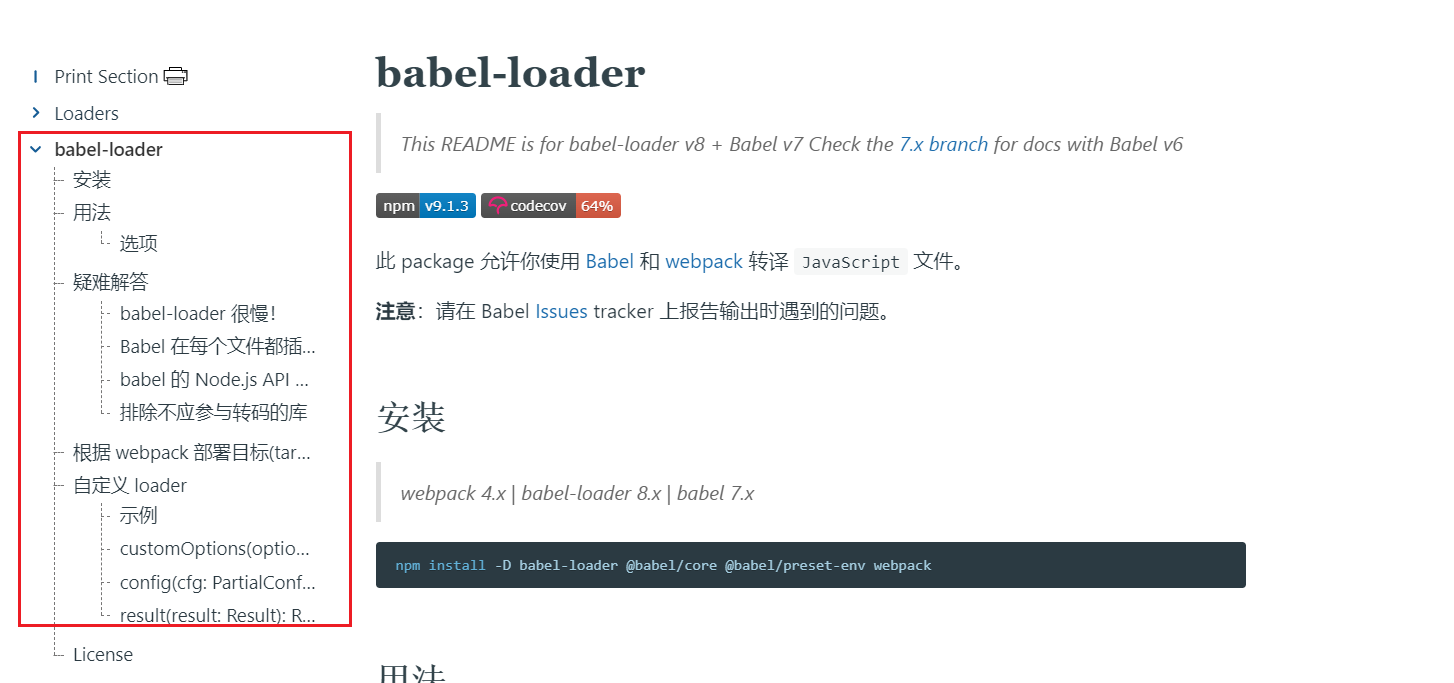 Print Section
Loaders
babel-loader
安装
用法
选项
疑难解答
babel-loader 很慢！
Babel 在每个文件都插...
babel 的 Node.js API ...
排除不应参与转码的库
根据 webpack 部署目标(tar...
自定义 loader
示例
customOptions(optio...
config(cfg: PartialConf...
result(result: Result): R...
License
babel-loader
This README is for babel-loader v8 + Babel v7 Check the 7.x branch for docs with Babel v6
npm v9.1.3 codecov 64%
此 package 允许你使用 Babel 和 webpack 转译 JavaScript 文件。
注意：请在 Babel Issues tracker 上报告输出时遇到的问题。
安装
webpack 4.x | babel-loader 8.x | babel 7.x
npm install -D babel-loader @babel/core @babel/preset-env webpack
用法